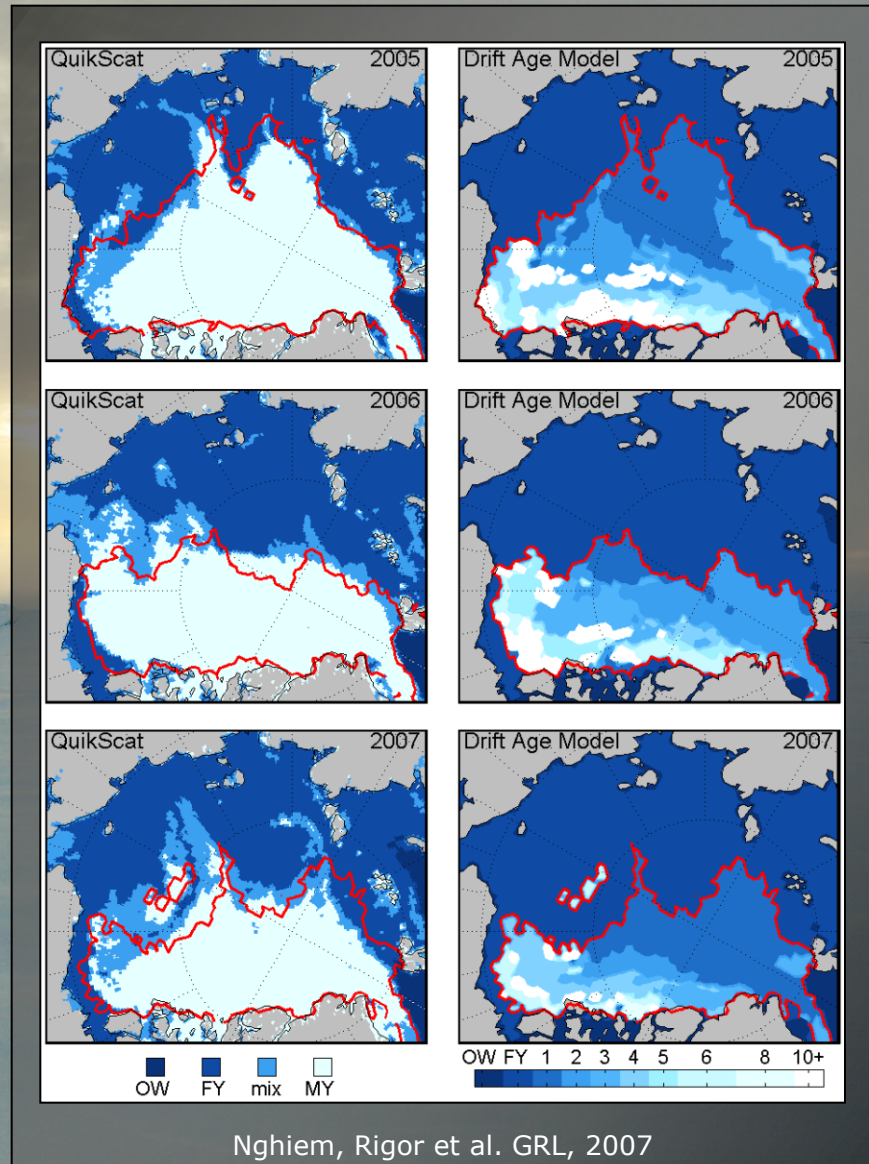 QuikScat 2005
Drift Age Model 2005
QuikScat 2006
Drift Age Model 2006
QuikScat 2007
Drift Age Model 2007
OW FY mix MY
OW FY 1 2 3 4 5 6 8 10+
Nghiem, Rigor et al. GRL, 2007